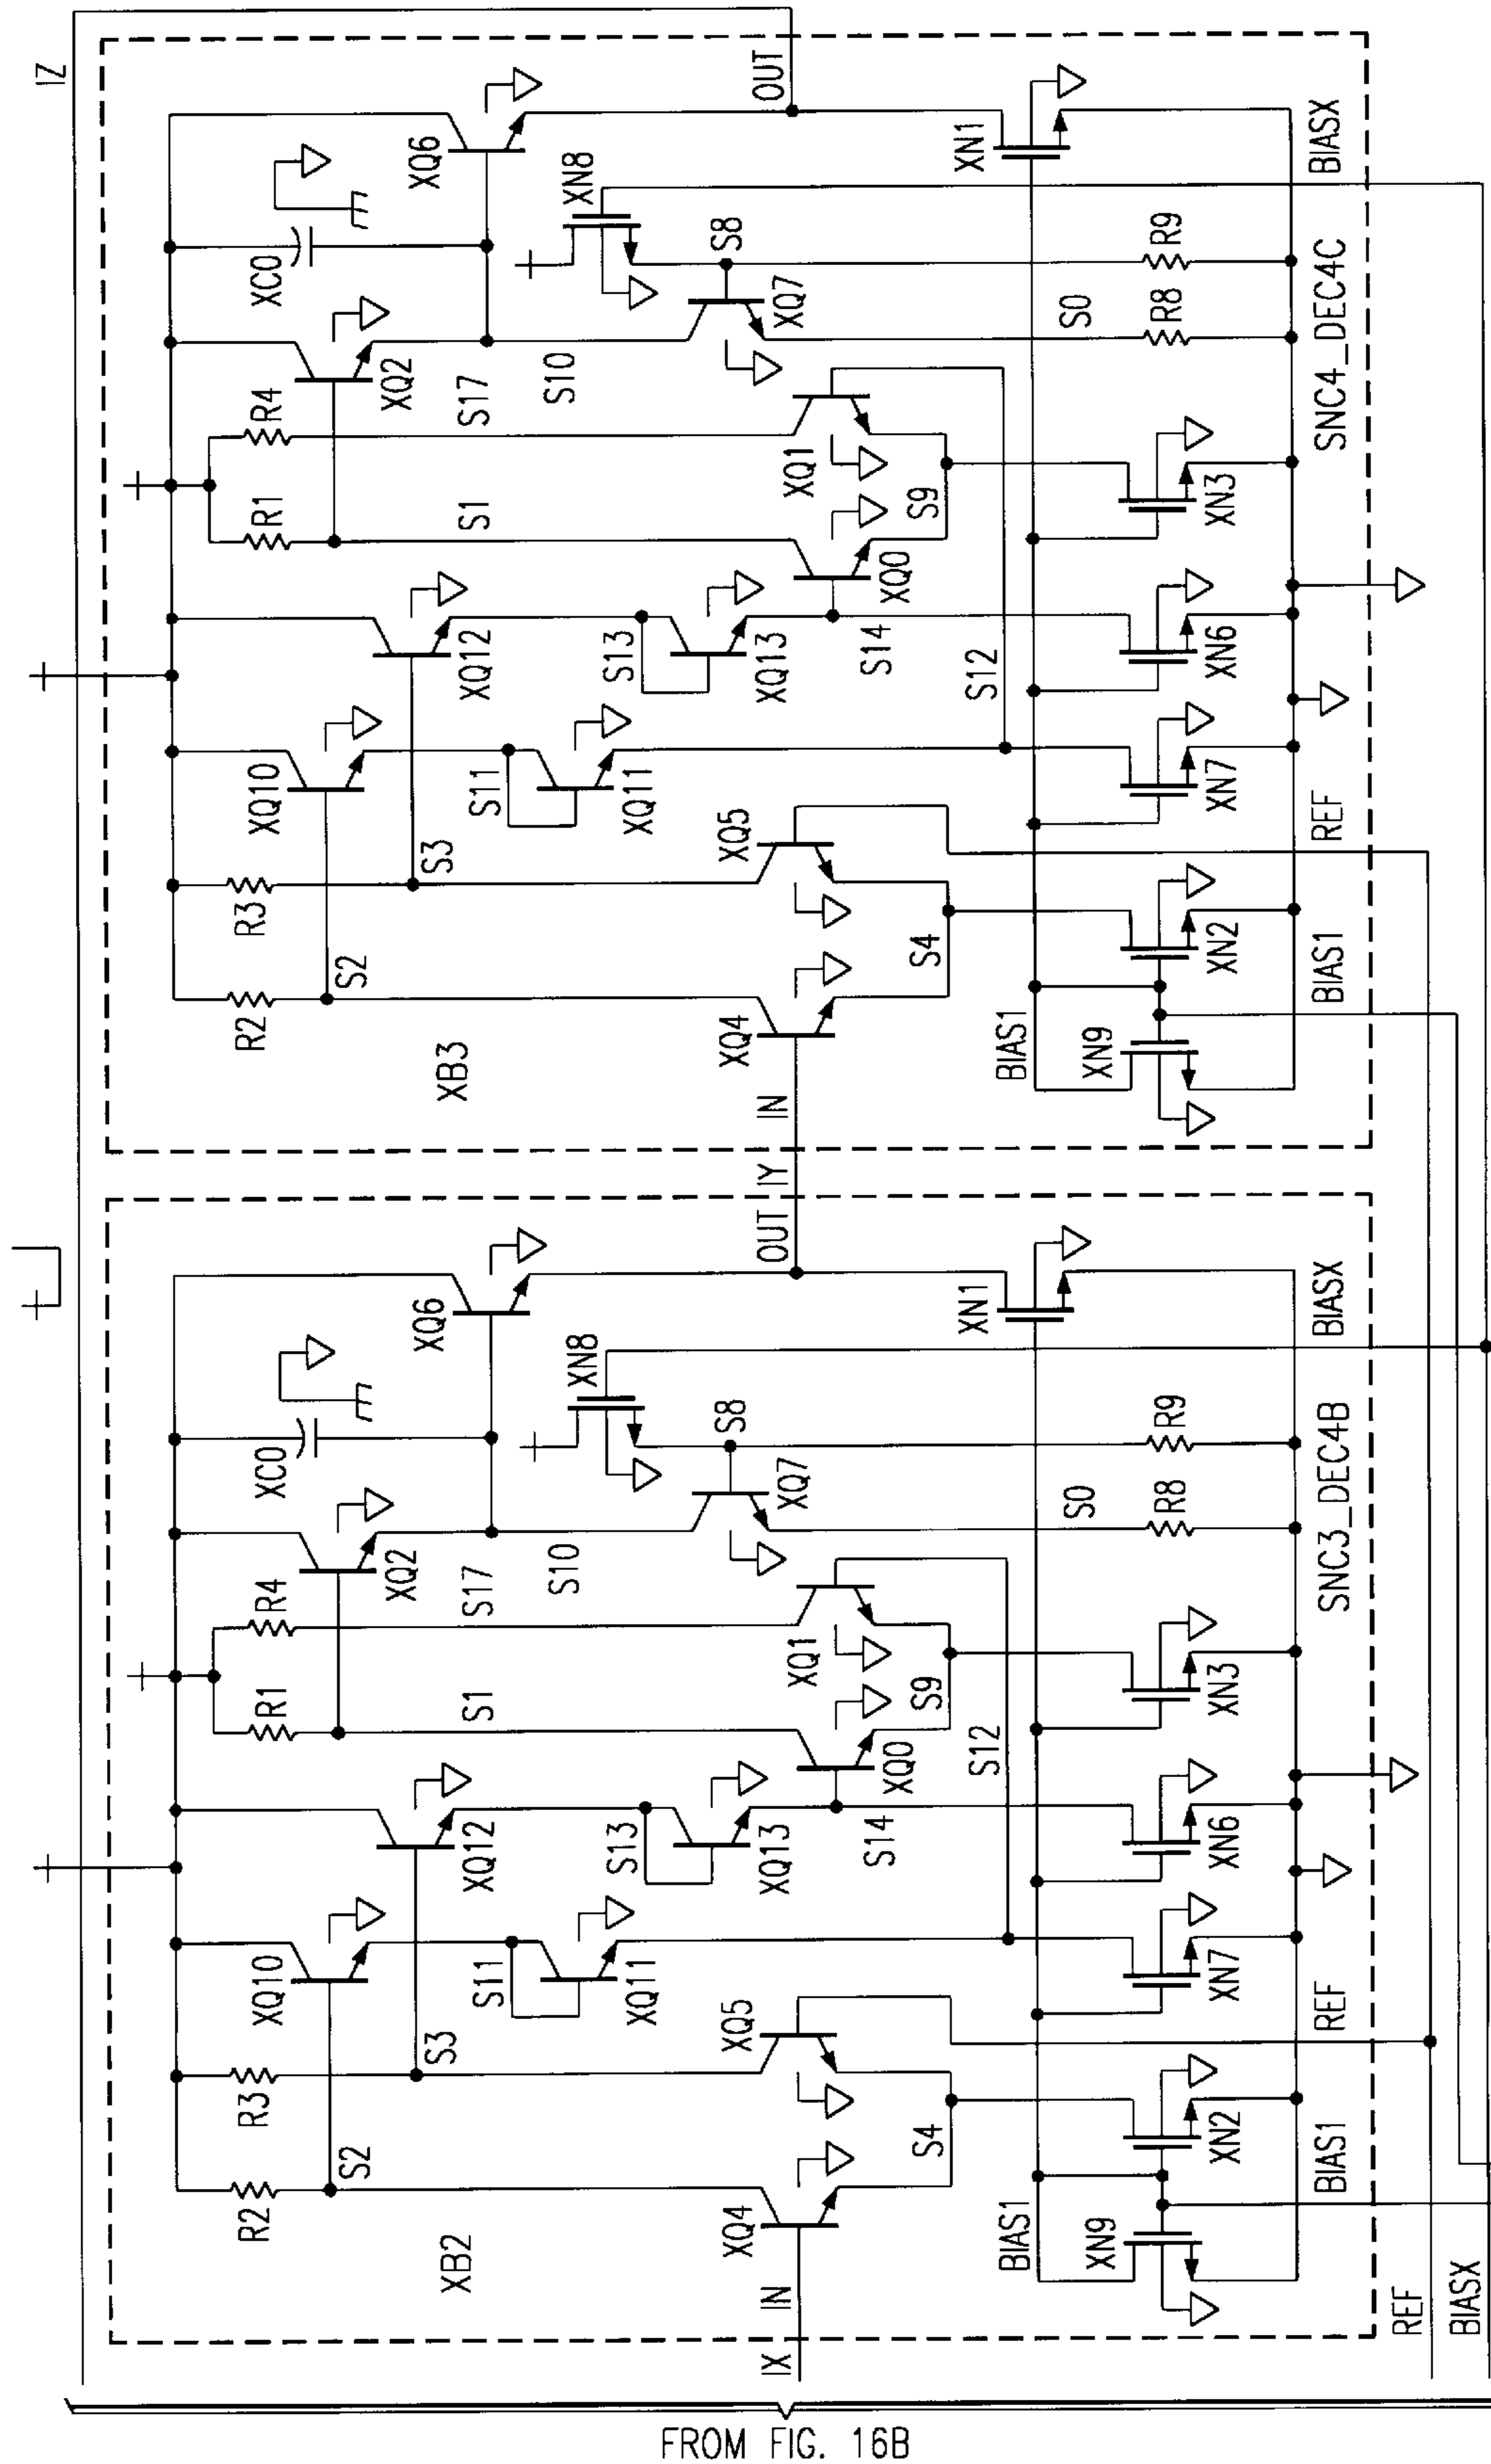 IZ
XB2
IX
IN
R2
S2
R3
S3
XQ4
XQ5
S4
XQ10
S11
XQ11
XQ12
S13
XQ13
S14
S12
R1
R4
S1
XQ0
XQ1
S9
XQ2
S17
S10
XC0
XQ6
XN8
S8
XQ7
S0
R8
R9
OUT
XN1
BIAS1
XN9
XN2
BIAS1
XN7
REF
XN6
XN3
BIASX
SNC3_DEC4B
IY
XB3
IN
R2
S2
R3
S3
XQ4
XQ5
S4
XQ10
S11
XQ11
XQ12
S13
XQ13
S14
S12
R1
R4
S1
XQ0
XQ1
S9
XQ2
S17
S10
XC0
XQ6
XN8
S8
XQ7
S0
R8
R9
OUT
XN1
BIAS1
XN9
XN2
BIAS1
XN7
REF
XN6
XN3
BIASX
SNC4_DEC4C
REF
BIASX
FROM FIG. 16B